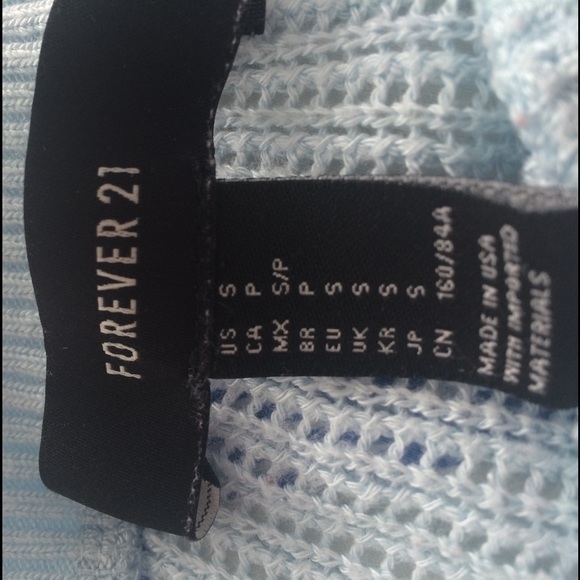 FOREVER 21
US S
CA P
MX S/P
BR P
EU S
UK S
KR S
JP S
CN 160/84A
MADE IN USA
WITH IMPORTED
MATERIALS